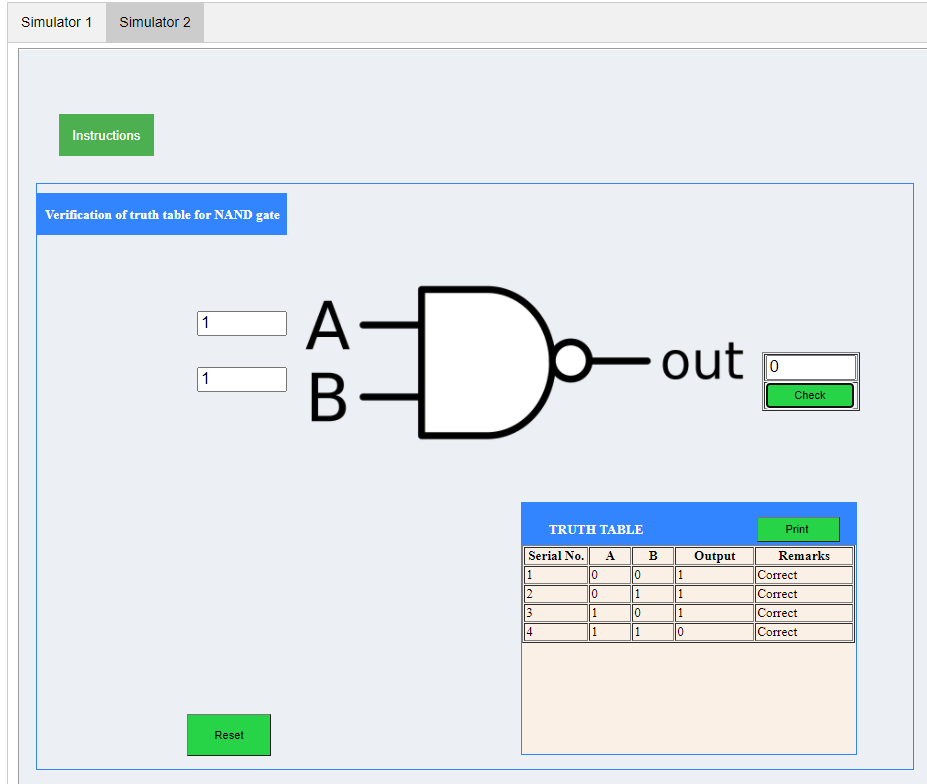 Simulator 1 Simulator 2
Instructions
Verification of truth table for NAND gate
1 A
1 B
out 0
Check
TRUTH TABLE Print
Serial No. A B Output Remarks
1 0 0 1 Correct
2 0 1 1 Correct
3 1 0 1 Correct
4 1 1 0 Correct
Reset